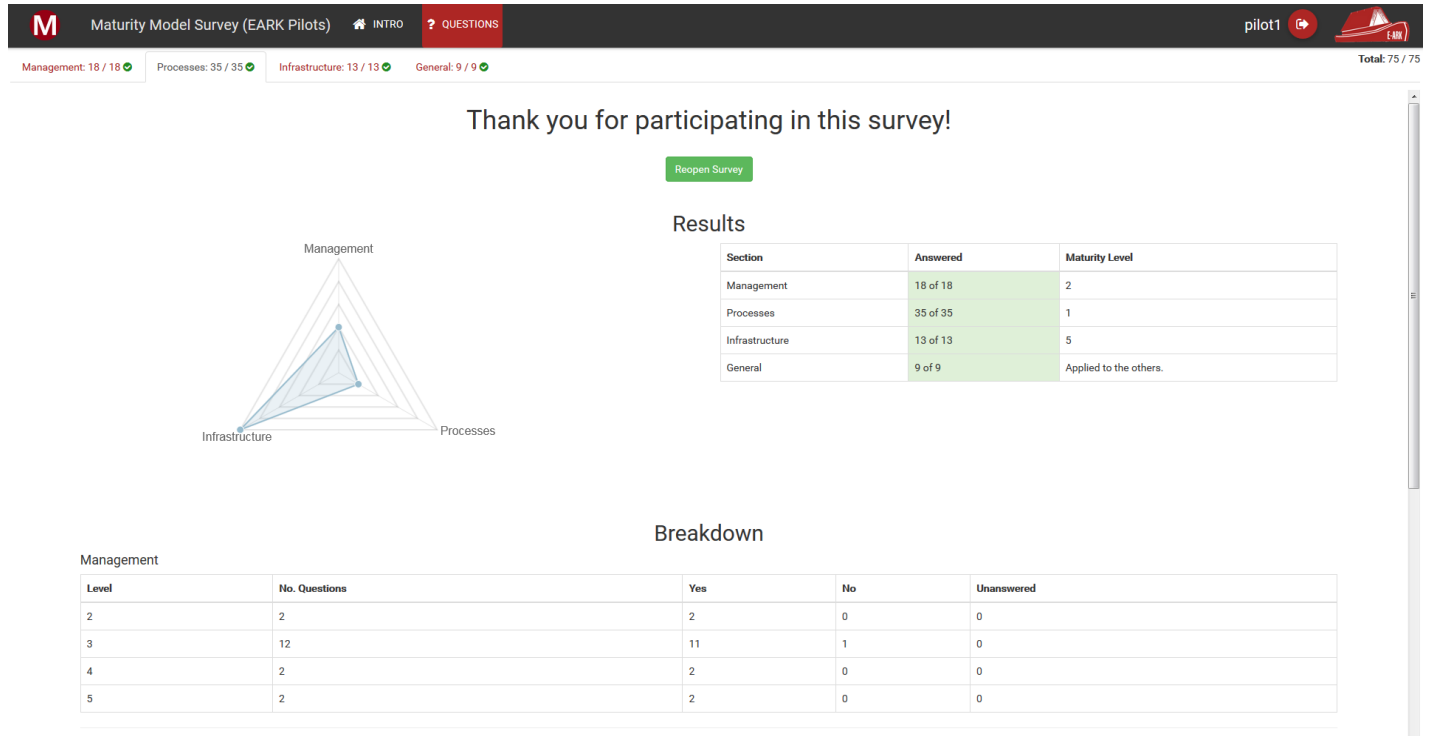 M Maturity Model Survey (EARK Pilots) INTRO ? QUESTIONS pilot1 E-ARK
Management: 18 / 18 Processes: 35 / 35 Infrastructure: 13 / 13 General: 9 / 9 Total: 75 / 75
Thank you for participating in this survey!
Reopen Survey
Results
Management
Infrastructure
Processes
Section Answered Maturity Level
Management 18 of 18 2
Processes 35 of 35 1
Infrastructure 13 of 13 5
General 9 of 9 Applied to the others.
Breakdown
Management
Level No. Questions Yes No Unanswered
2 2 2 0 0
3 12 11 1 0
4 2 2 0 0
5 2 2 0 0